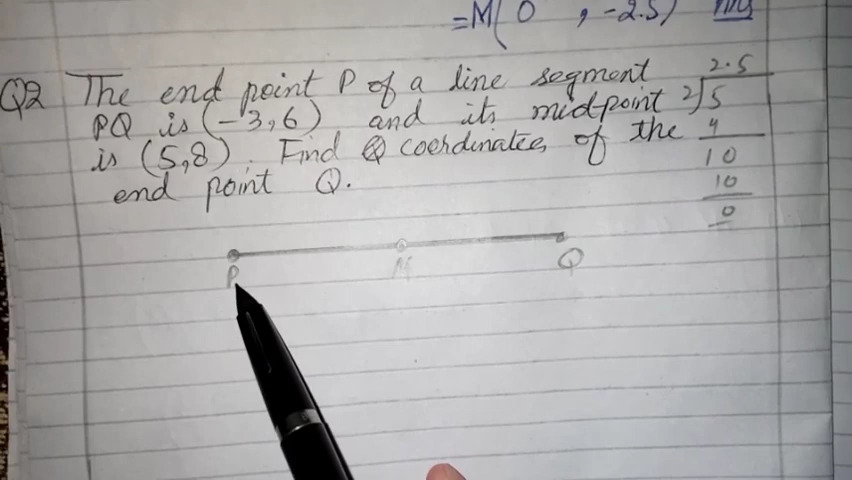 =M(0 , -2.5) Ans
Q2 The end point P of a line segment
PQ is (-3,6) and its midpoint
is (5,8). Find Q coordinates of the
end point Q.
2.5
2)5
4
10
10
0
P M Q